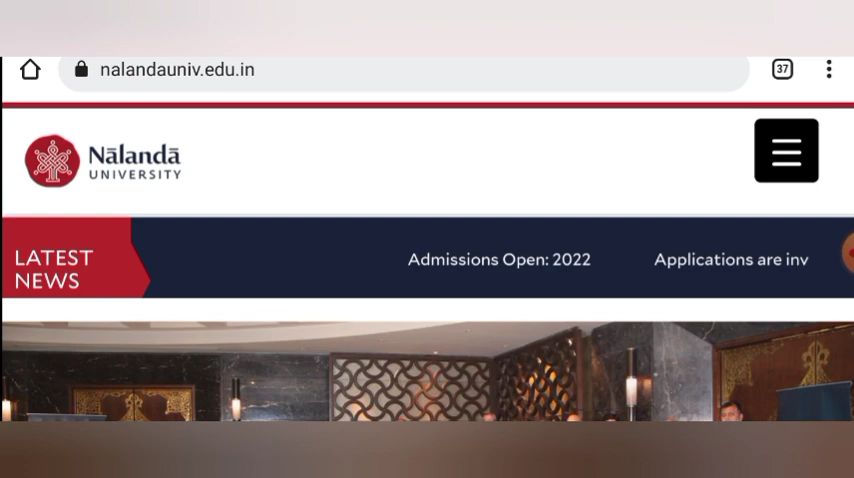 nalandauniv.edu.in
37
Nālandā
UNIVERSITY
LATEST
NEWS
Admissions Open: 2022 Applications are inv